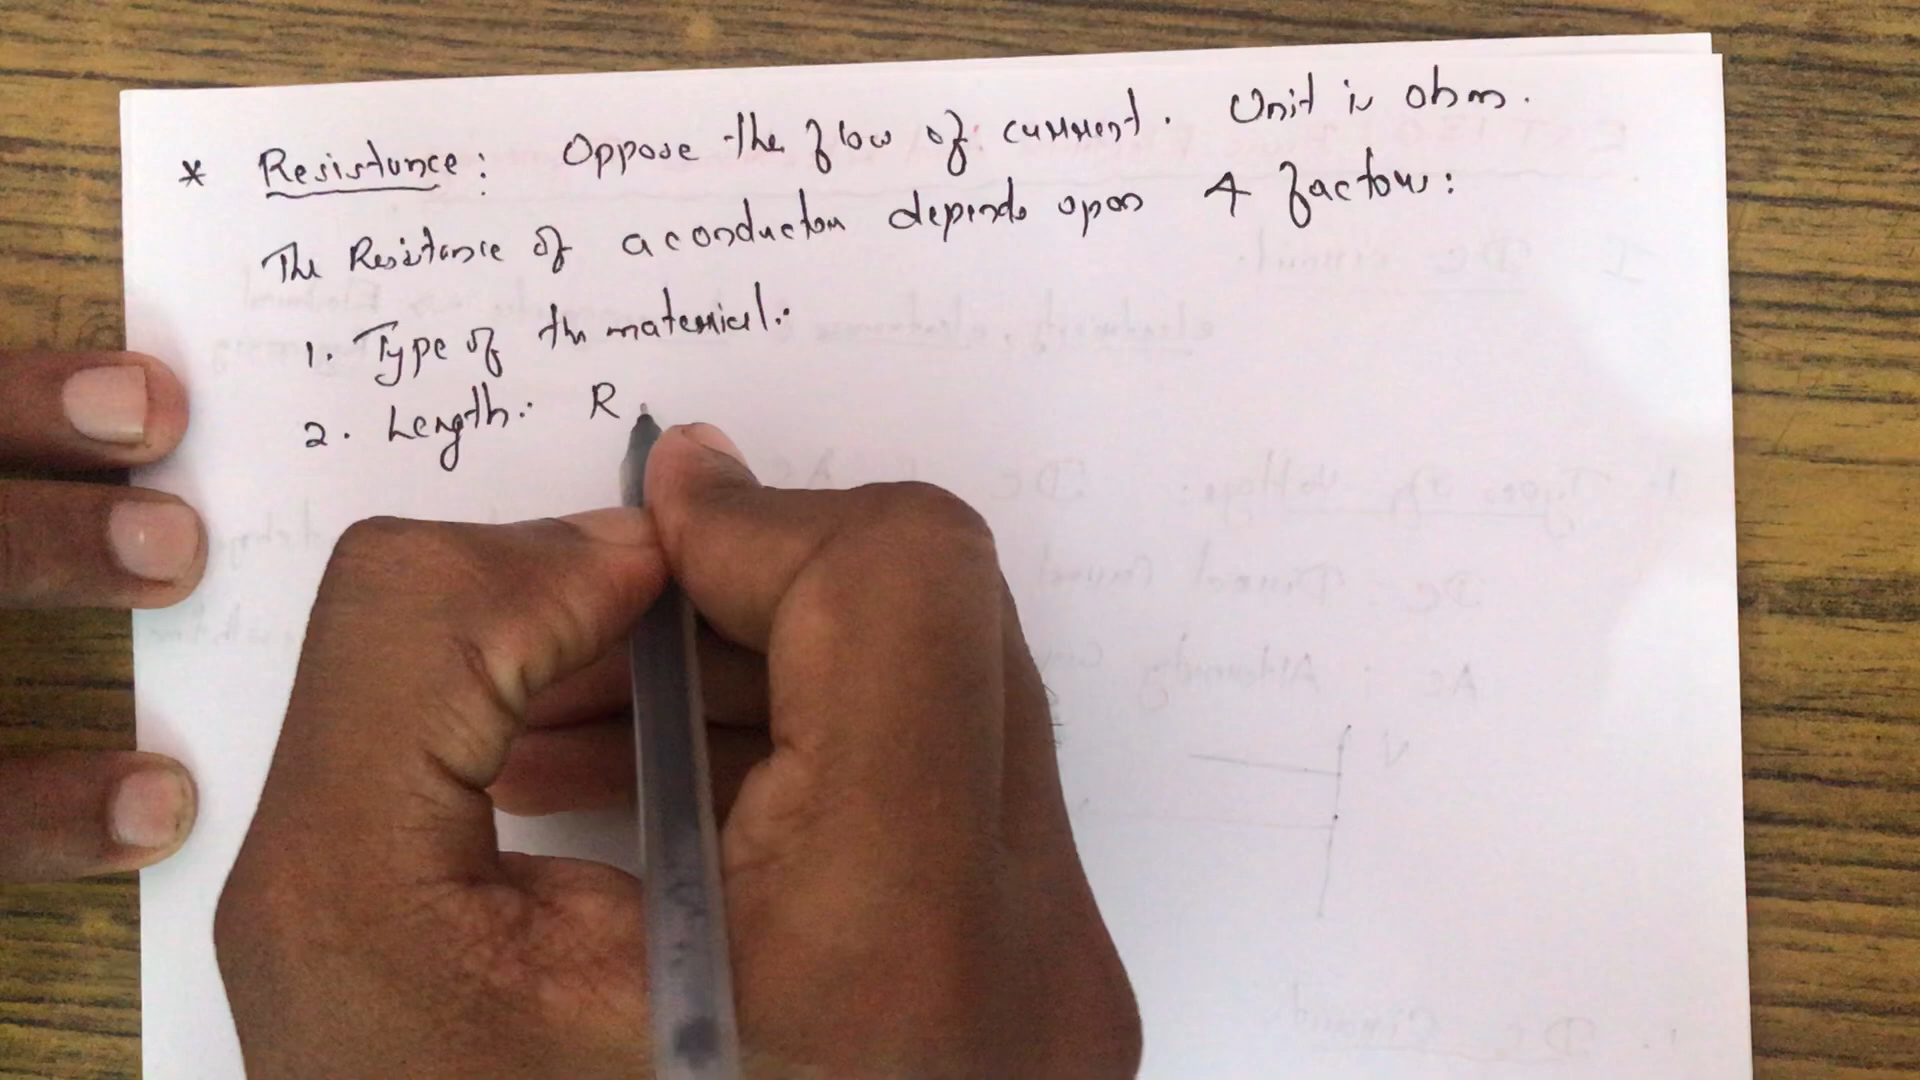 * Resistance: Oppose the flow of current. Unit is ohm.
The Resistance of a conductor depends upon 4 factors:
1. Type of the material:
2. Length: R